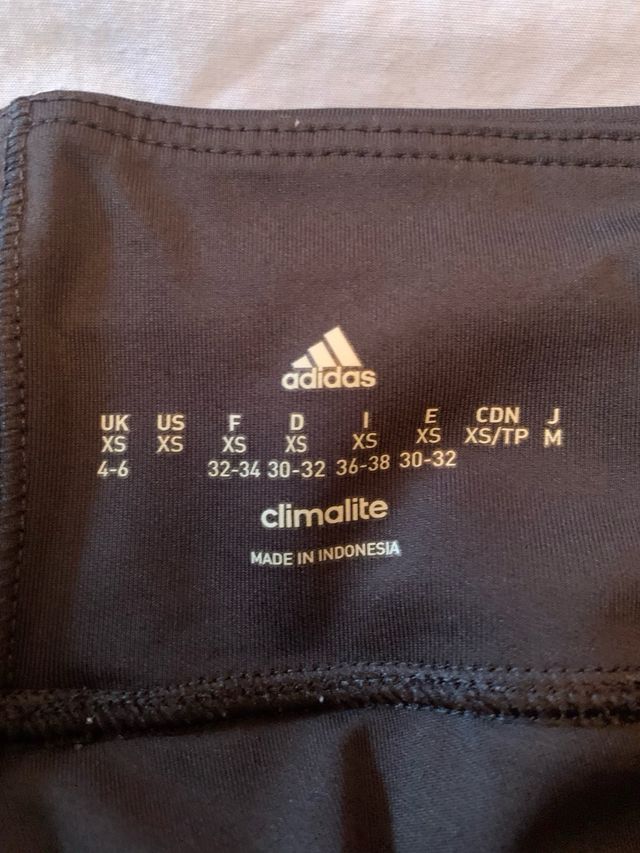 adidas
UK US F D I E CDN J
XS XS XS XS XS XS XS/TP M
4-6 32-34 30-32 36-38 30-32
climalite
MADE IN INDONESIA